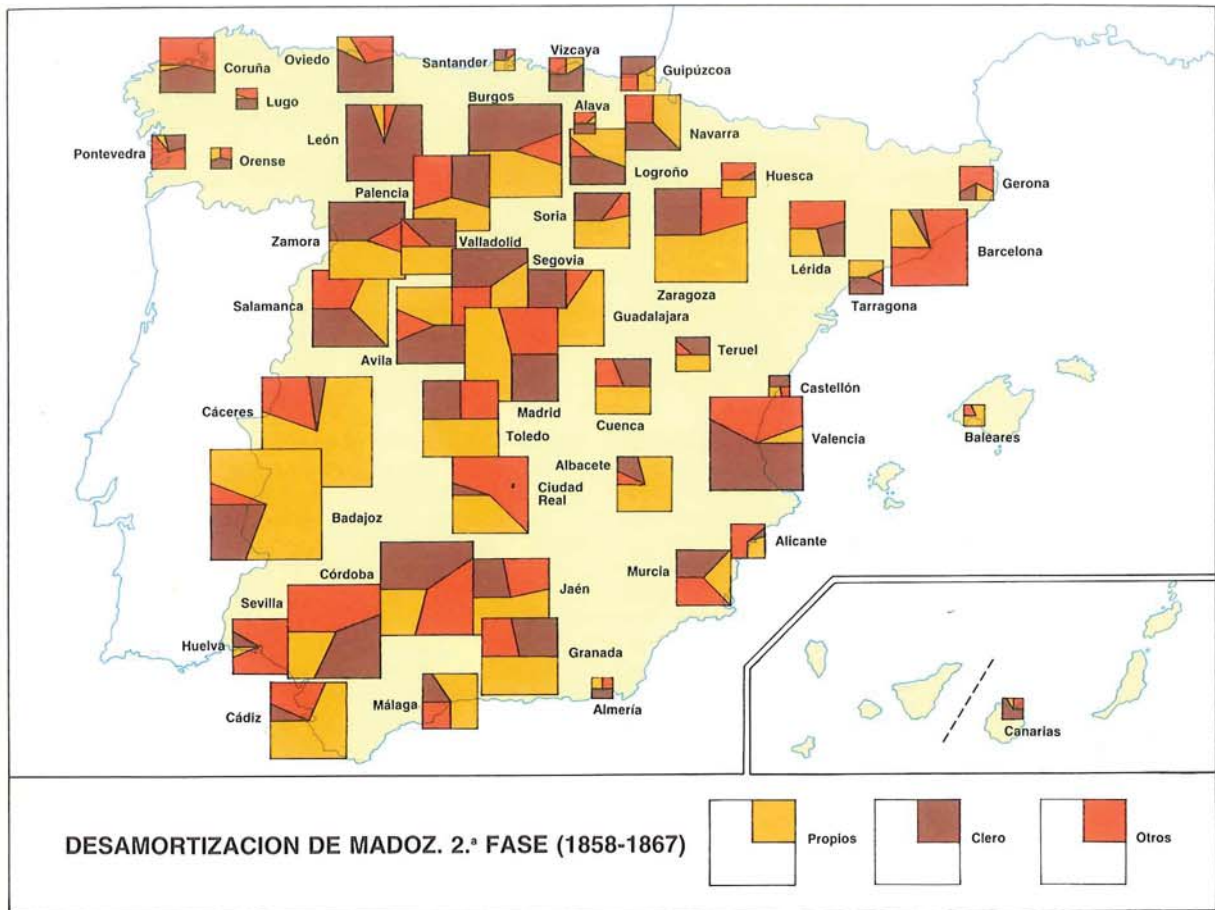 Coruña
Oviedo
Santander
Vizcaya
Guipúzcoa
Lugo
Burgos
Alava
León
Navarra
Pontevedra
Orense
Logroño
Huesca
Gerona
Palencia
Soria
Zamora
Valladolid
Lérida
Barcelona
Segovia
Zaragoza
Tarragona
Salamanca
Guadalajara
Avila
Teruel
Cáceres
Madrid
Cuenca
Castellón
Toledo
Valencia
Baleares
Albacete
Ciudad
Real
Badajoz
Alicante
Córdoba
Murcia
Jaén
Sevilla
Huelva
Granada
Málaga
Almería
Cádiz
Canarias
DESAMORTIZACION DE MADOZ. 2.ª FASE (1858-1867)
Propios
Clero
Otros